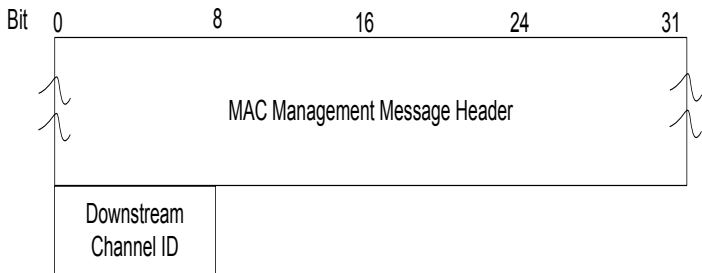 Bit 0 8 16 24 31
MAC Management Message Header
Downstream
Channel ID